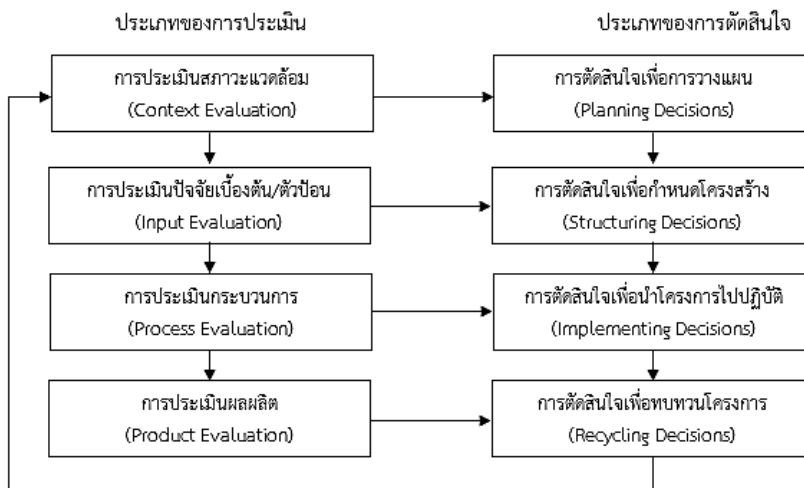 ประเภทของการประเมิน
ประเภทของการตัดสินใจ
การประเมินสภาวะแวดล้อม
(Context Evaluation)
การตัดสินใจเพื่อการวางแผน
(Planning Decisions)
การประเมินปัจจัยเบื้องต้น/ตัวป้อน
(Input Evaluation)
การตัดสินใจเพื่อกำหนดโครงสร้าง
(Structuring Decisions)
การประเมินกระบวนการ
(Process Evaluation)
การตัดสินใจเพื่อนำโครงการไปปฏิบัติ
(Implementing Decisions)
การประเมินผลผลิต
(Product Evaluation)
การตัดสินใจเพื่อทบทวนโครงการ
(Recycling Decisions)